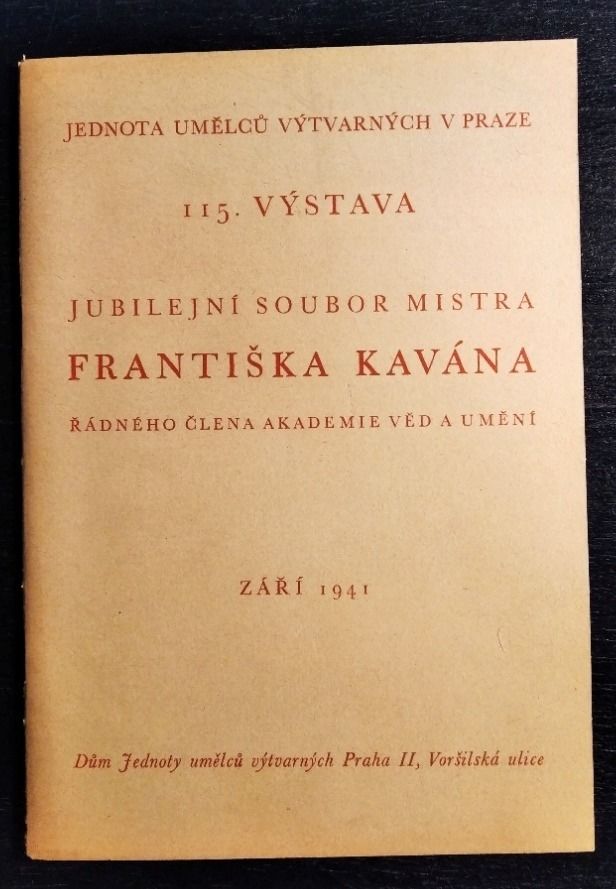 JEDNOTA UMĚLCŮ VÝTVARNÝCH V PRAZE
115. VÝSTAVA
JUBILEJNÍ SOUBOR MISTRA
FRANTIŠKA KAVÁNA
ŘÁDNÉHO ČLENA AKADEMIE VĚD A UMĚNÍ
ZÁŘÍ 1941
Dům Jednoty umělců výtvarných Praha II, Voršilská ulice